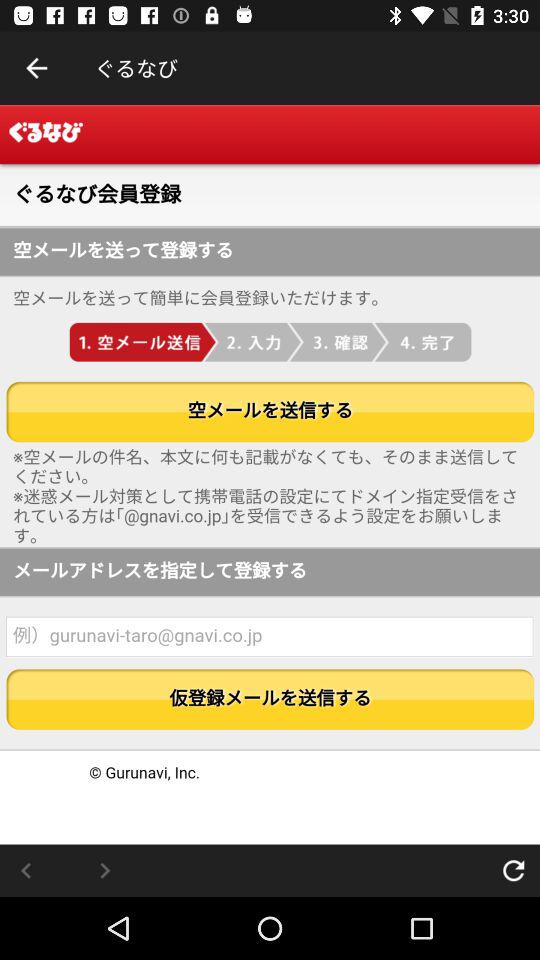 3:30
ぐるなび
ぐるなび
ぐるなび会員登録
空メールを送って登録する
空メールを送って簡単に会員登録いただけます。
1. 空メール送信 2. 入力 3. 確認 4. 完了
空メールを送信する
※空メールの件名、本文に何も記載がなくても、そのまま送信して
ください。
※迷惑メール対策として携帯電話の設定にてドメイン指定受信をさ
れている方は｢@gnavi.co.jp｣を受信できるよう設定をお願いしま
す。
メールアドレスを指定して登録する
例）gurunavi-taro@gnavi.co.jp
仮登録メールを送信する
© Gurunavi, Inc.